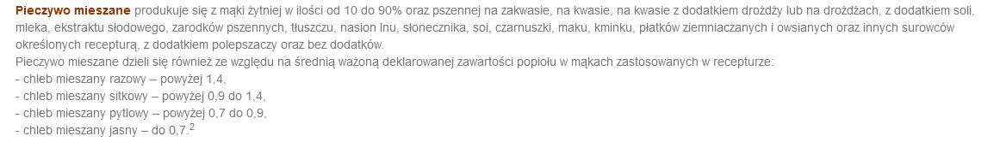 Pieczywo mieszane produkuje się z mąki żytniej w ilości od 10 do 90% oraz pszennej na zakwasie, na kwasie, na kwasie z dodatkiem drożdży lub na drożdżach, z dodatkiem soli,
mleka, ekstraktu słodowego, zarodków pszennych, tłuszczu, nasion lnu, słonecznika, soi, czarnuszki, maku, kminku, płatków ziemniaczanych i owsianych oraz innych surowców
określonych recepturą, z dodatkiem polepszaczy oraz bez dodatków.
Pieczywo mieszane dzieli się również ze względu na średnią ważoną deklarowanej zawartości popiołu w mąkach zastosowanych w recepturze:
- chleb mieszany razowy – powyżej 1,4,
- chleb mieszany sitkowy – powyżej 0,9 do 1,4,
- chleb mieszany pytlowy – powyżej 0,7 do 0,9,
- chleb mieszany jasny – do 0,7.2